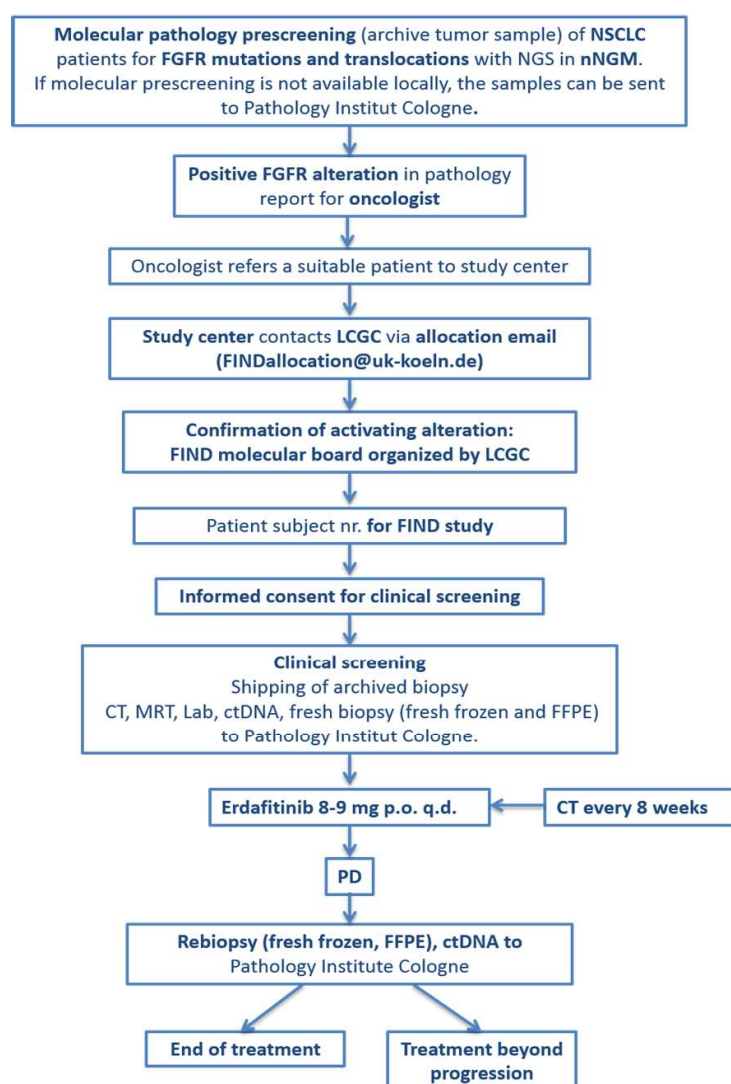 Molecular pathology prescreening (archive tumor sample) of NSCLC
patients for FGFR mutations and translocations with NGS in nNGM.
If molecular prescreening is not available locally, the samples can be sent
to Pathology Institut Cologne.
Positive FGFR alteration in pathology
report for oncologist
Oncologist refers a suitable patient to study center
Study center contacts LCGC via allocation email
(FINDallocation@uk-koeln.de)
Confirmation of activating alteration:
FIND molecular board organized by LCGC
Patient subject nr. for FIND study
Informed consent for clinical screening
Clinical screening
Shipping of archived biopsy
CT, MRT, Lab, ctDNA, fresh biopsy (fresh frozen and FFPE)
to Pathology Institut Cologne.
Erdafitinib 8-9 mg p.o. q.d.
CT every 8 weeks
PD
Rebiopsy (fresh frozen, FFPE), ctDNA to
Pathology Institute Cologne
End of treatment
Treatment beyond
progression